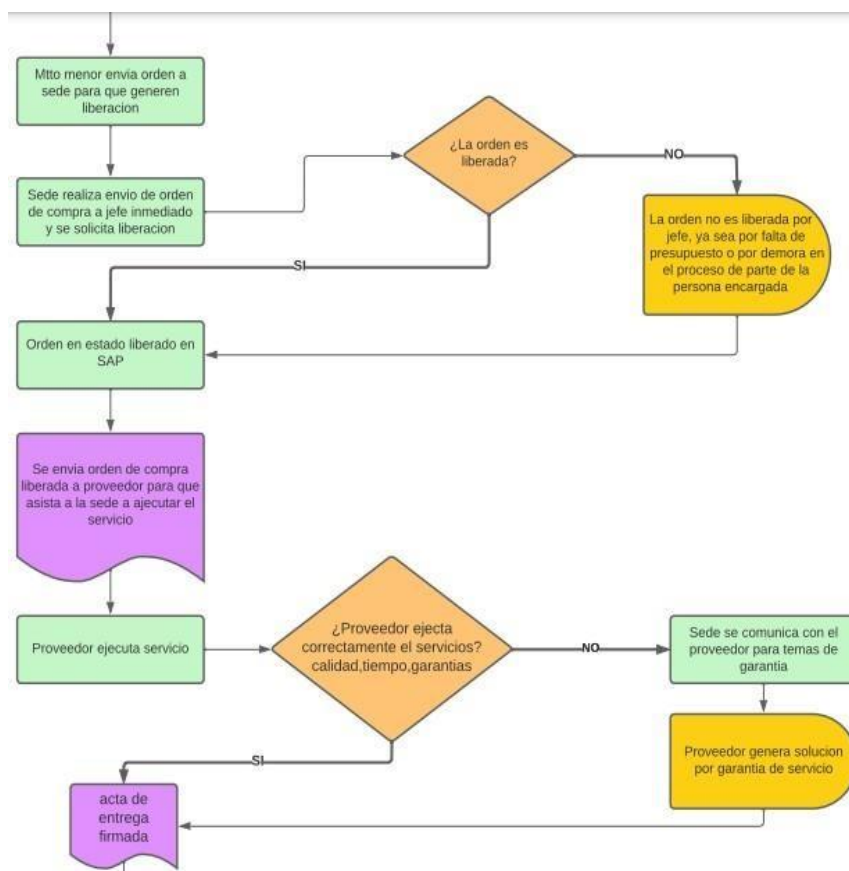 Mtto menor envia orden a
sede para que generen
liberacion
Sede realiza envio de orden
de compra a jefe inmediado
y se solicita liberacion
¿La orden es
liberada?
NO
La orden no es liberada por
jefe, ya sea por falta de
presupuesto o por demora en
el proceso de parte de la
persona encargada
SI
Orden en estado liberado en
SAP
Se envia orden de compra
liberada a proveedor para que
asista a la sede a ajecutar el
servicio
Proveedor ejecuta servicio
¿Proveedor ejecta
correctamente el servicios?
calidad,tiempo,garantias
NO
Sede se comunica con el
proveedor para temas de
garantia
Proveedor genera solucion
por garantia de servicio
SI
acta de
entrega
firmada